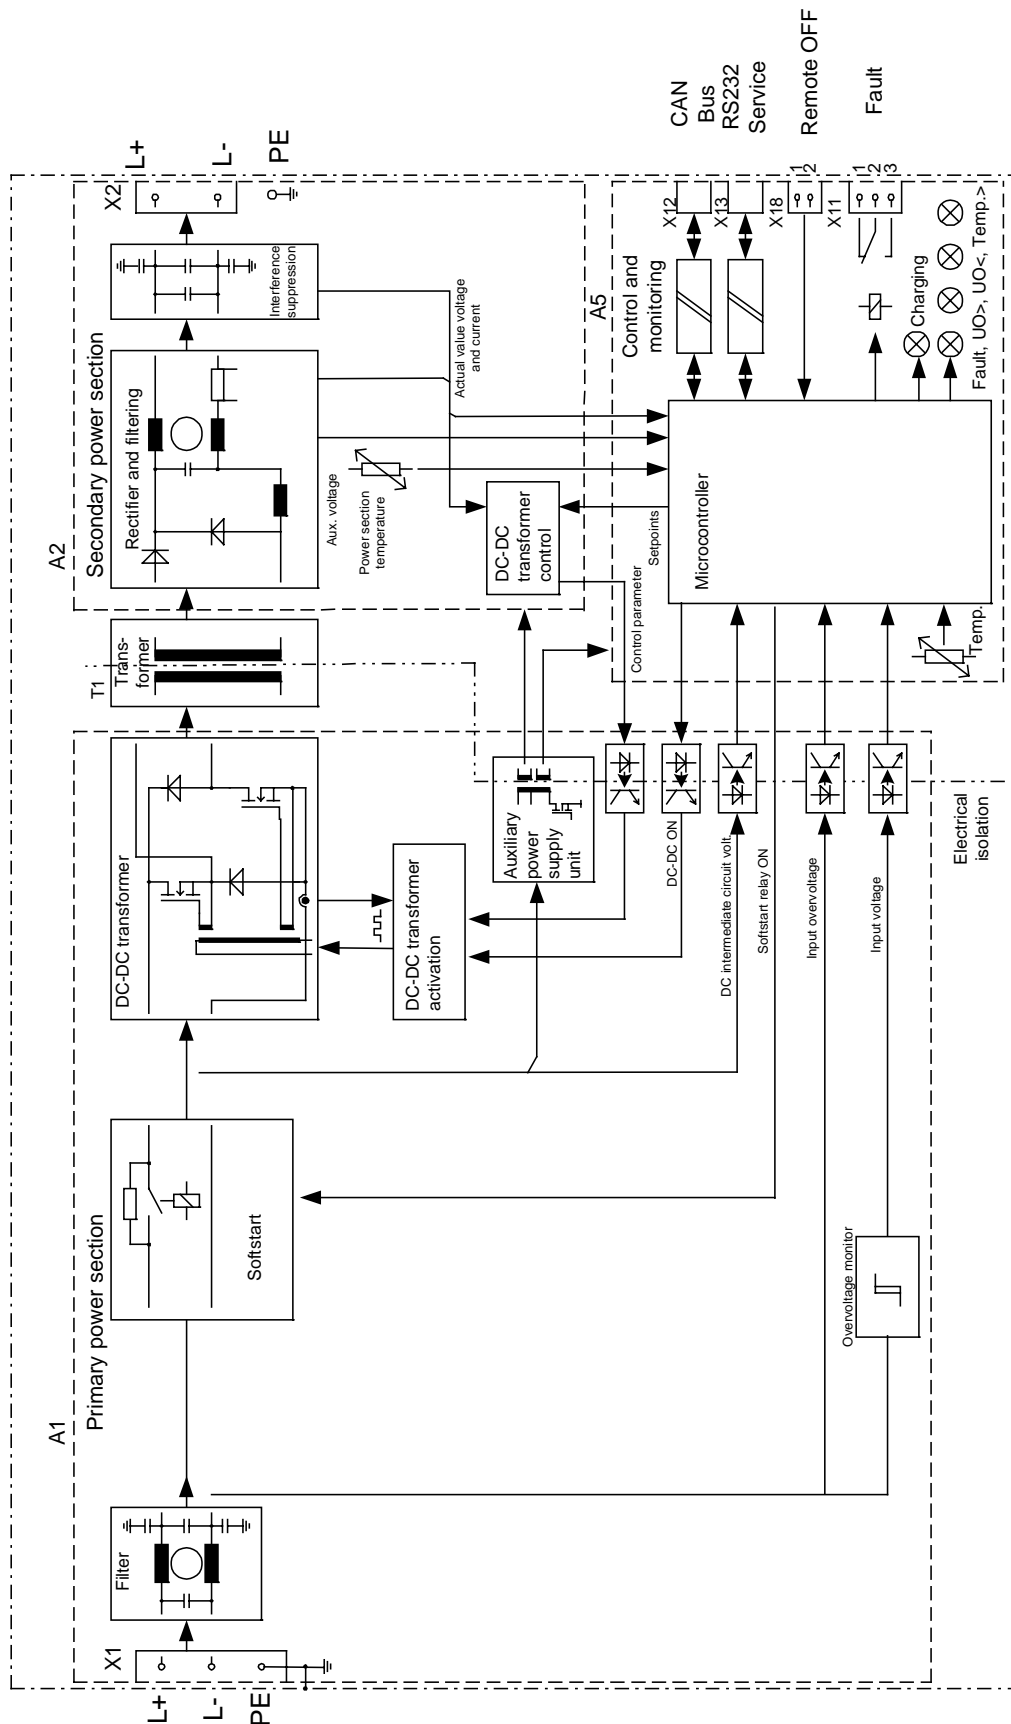 L+
L-
PE
X1
Filter
A1
Primary power section
Softstart
DC-DC transformer
DC-DC transformer
activation
Auxiliary
power
supply
unit
T1
Trans-
former
A2
Secondary power section
Rectifier and filtering
Interference
suppression
X2
L+
L-
PE
Aux. voltage
Power section
temperature
Actual value voltage
and current
DC-DC
transformer
control
Setpoints
Control parameter
DC-DC ON
DC intermediate circuit volt.
Softstart relay ON
Input overvoltage
Input voltage
Overvoltage monitor
Electrical
isolation
A5
Control and
monitoring
Microcontroller
Temp.
Charging
Fault, UO>, UO<, Temp.>
X12
X13
X18
X11
1
2
1
2
3
CAN
Bus
RS232
Service
Remote OFF
Fault